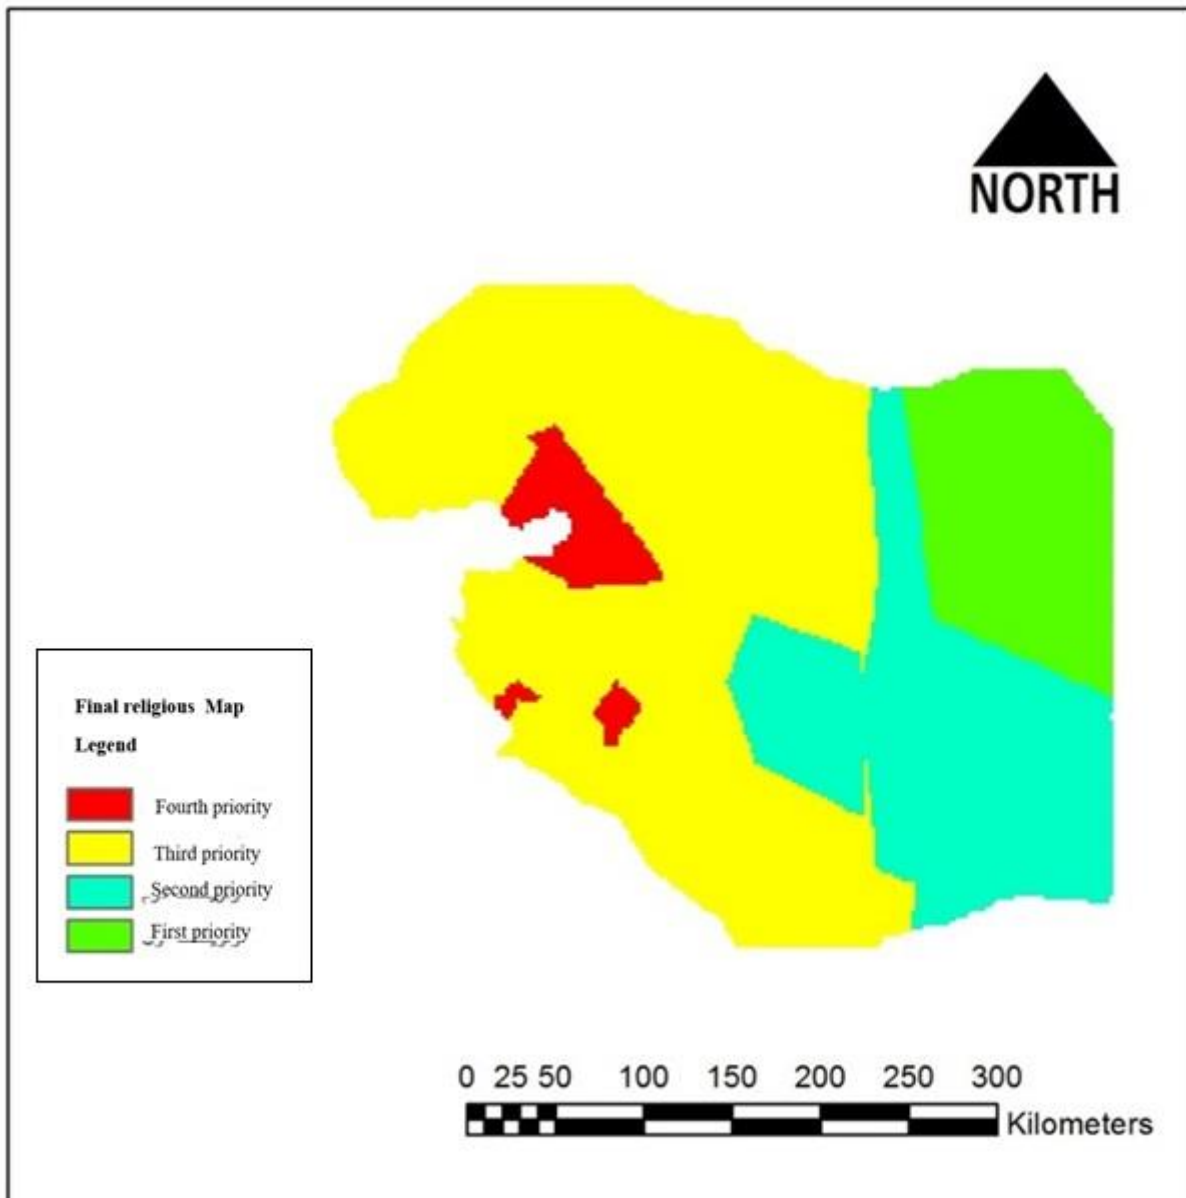 NORTH
Final religious Map
Legend
Fourth priority
Third priority
Second priority
First priority
0 25 50 100 150 200 250 300
Kilometers